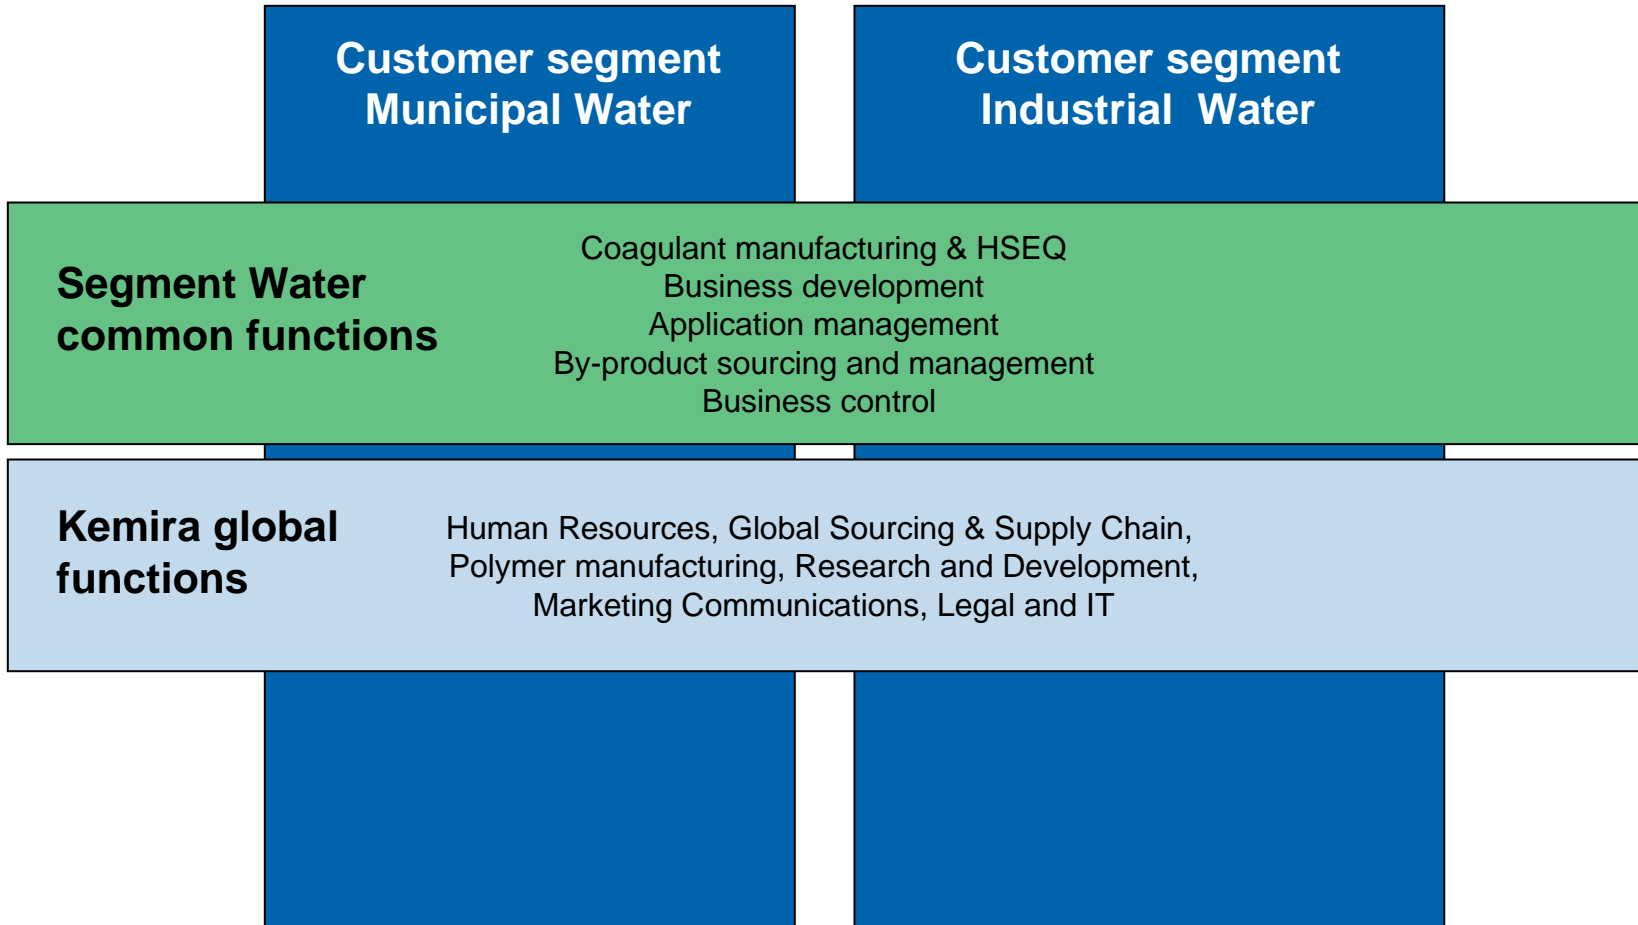 Customer segment
Municipal Water
Customer segment
Industrial  Water
Segment Water
common functions
Coagulant manufacturing & HSEQ
Business development
Application management
By-product sourcing and management
Business control
Kemira global
functions
Human Resources, Global Sourcing & Supply Chain,
Polymer manufacturing, Research and Development,
Marketing Communications, Legal and IT